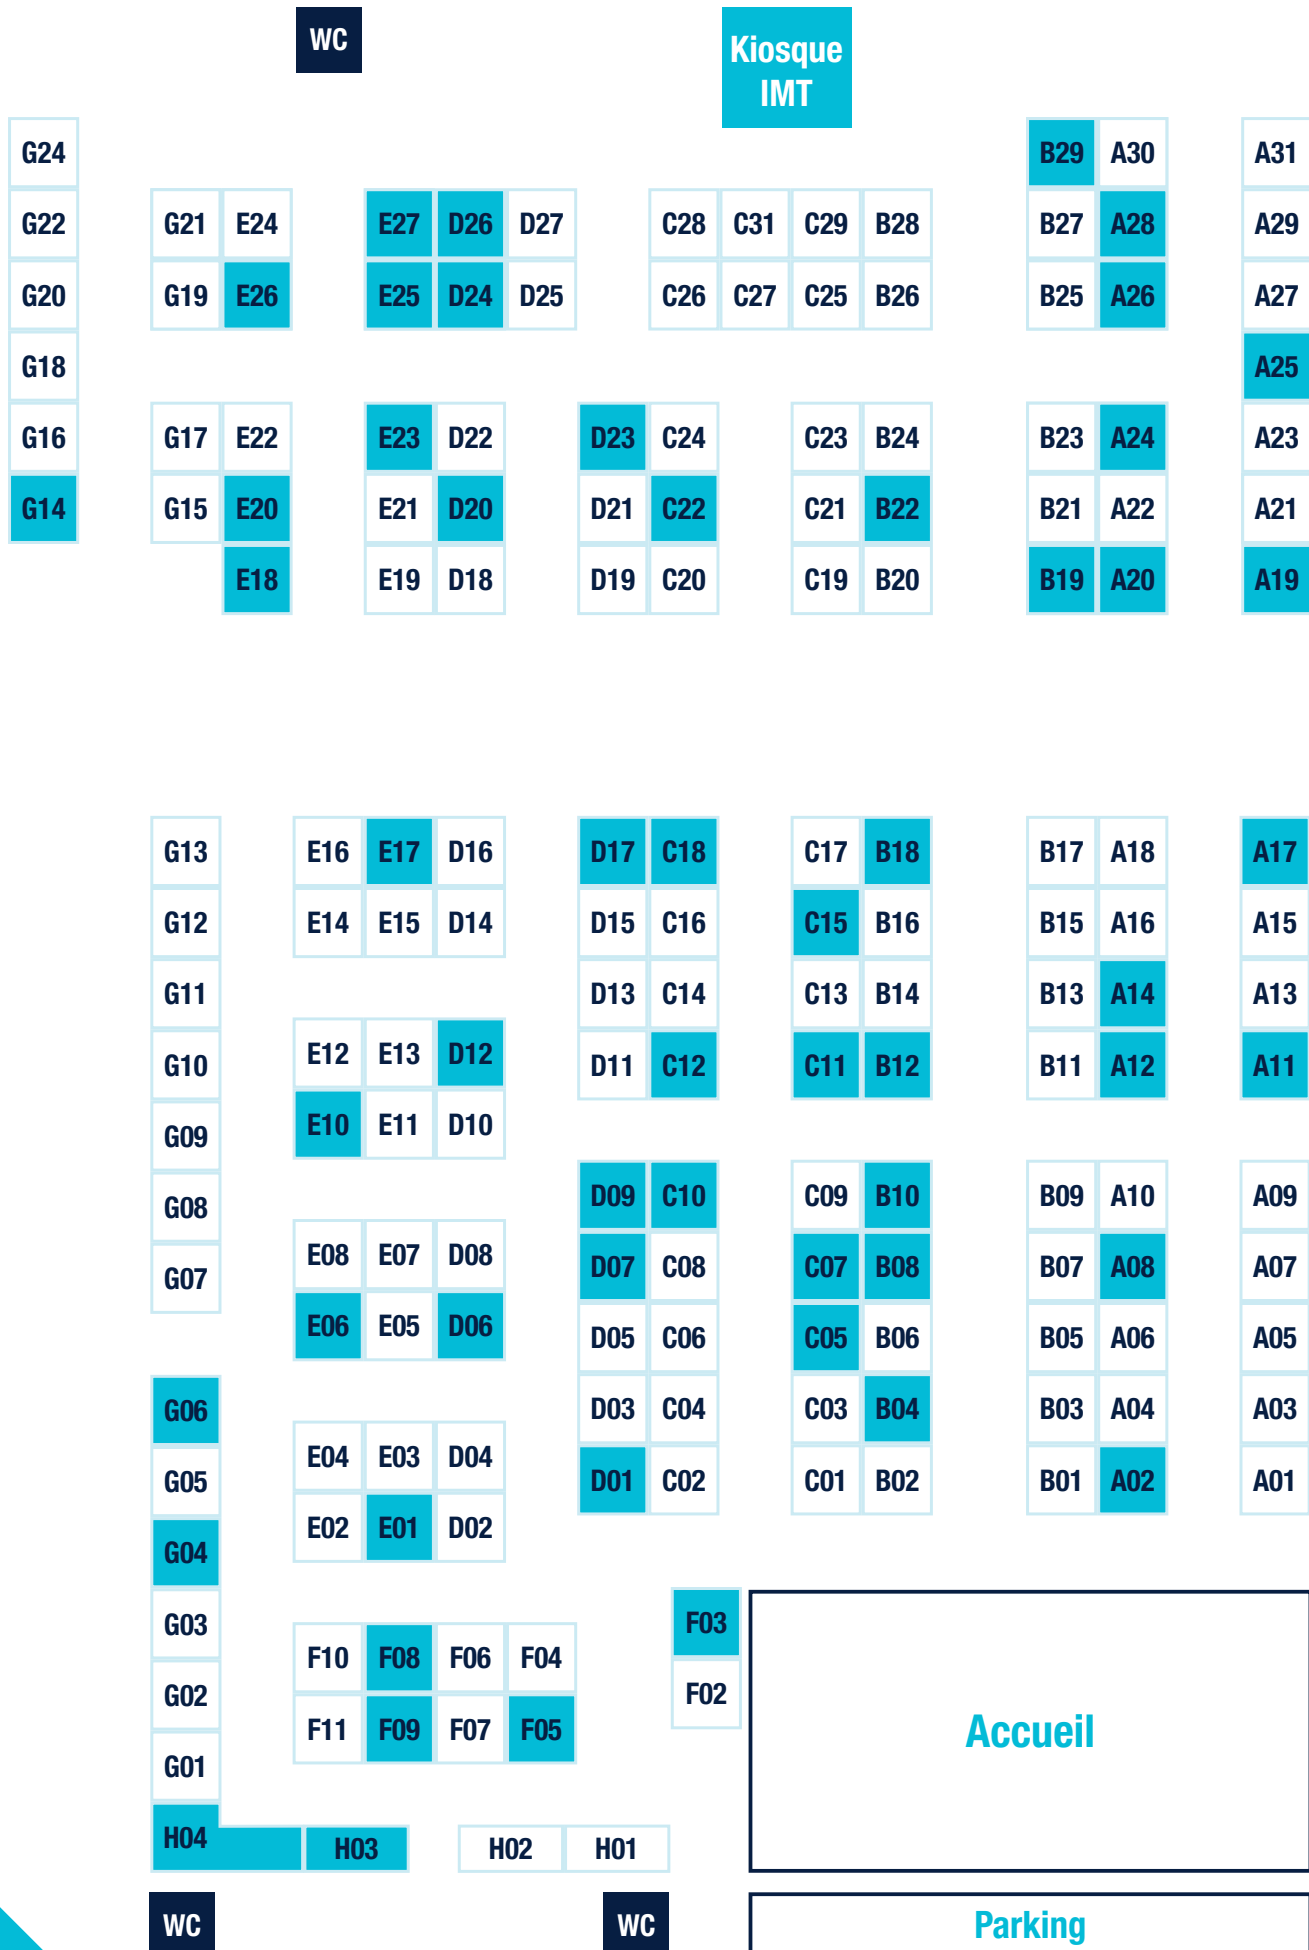 WC
Kiosque
IMT
G24
B29 A30
A31
G22
G21 E24
E27 D26 D27
C28 C31 C29 B28
B27 A28
A29
G20
G19 E26
E25 D24 D25
C26 C27 C25 B26
B25 A26
A27
G18
A25
G16
G17 E22
E23 D22
D23 C24
C23 B24
B23 A24
A23
G14
G15 E20
E21 D20
D21 C22
C21 B22
B21 A22
A21
E18
E19 D18
D19 C20
C19 B20
B19 A20
A19
G13
E16 E17 D16
D17 C18
C17 B18
B17 A18
A17
G12
E14 E15 D14
D15 C16
C15 B16
B15 A16
A15
G11
D13 C14
C13 B14
B13 A14
A13
G10
E12 E13 D12
D11 C12
C11 B12
B11 A12
A11
G09
E10 E11 D10
G08
D09 C10
C09 B10
B09 A10
A09
G07
E08 E07 D08
D07 C08
C07 B08
B07 A08
A07
E06 E05 D06
D05 C06
C05 B06
B05 A06
A05
G06
D03 C04
C03 B04
B03 A04
A03
G05
E04 E03 D04
D01 C02
C01 B02
B01 A02
A01
G04
E02 E01 D02
G03
F03
F10 F08 F06 F04
G02
F02
F11 F09 F07 F05
Accueil
G01
H04
H03
H02 H01
WC
WC
Parking